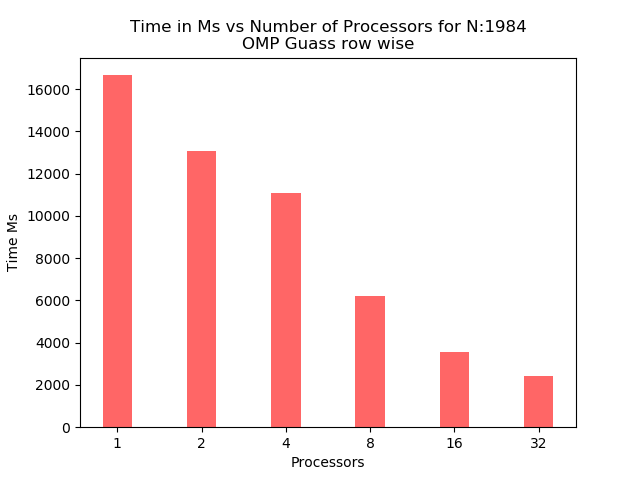 Time in Ms vs Number of Processors for N:1984
OMP Guass row wise
16000
14000
12000
10000
8000
6000
4000
2000
0
Time Ms
1 2 4 8 16 32
Processors